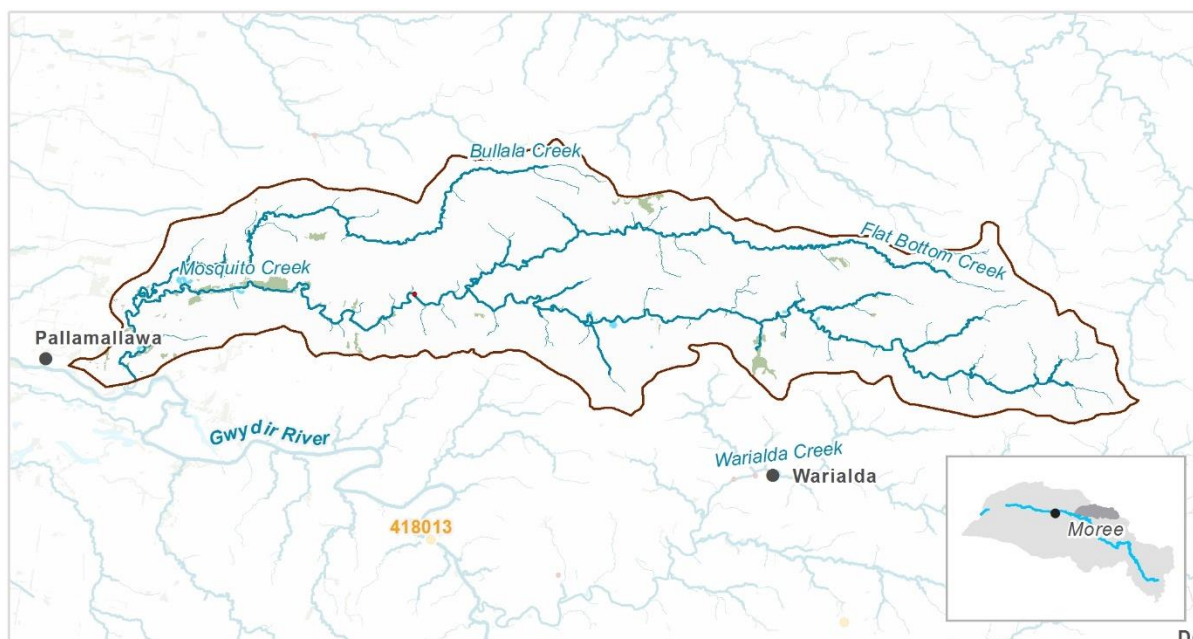 Bullala Creek
Flat Bottom Creek
Mosquito Creek
Pallamallawa
Gwydir River
Warialda Creek
Warialda
418013
Moree